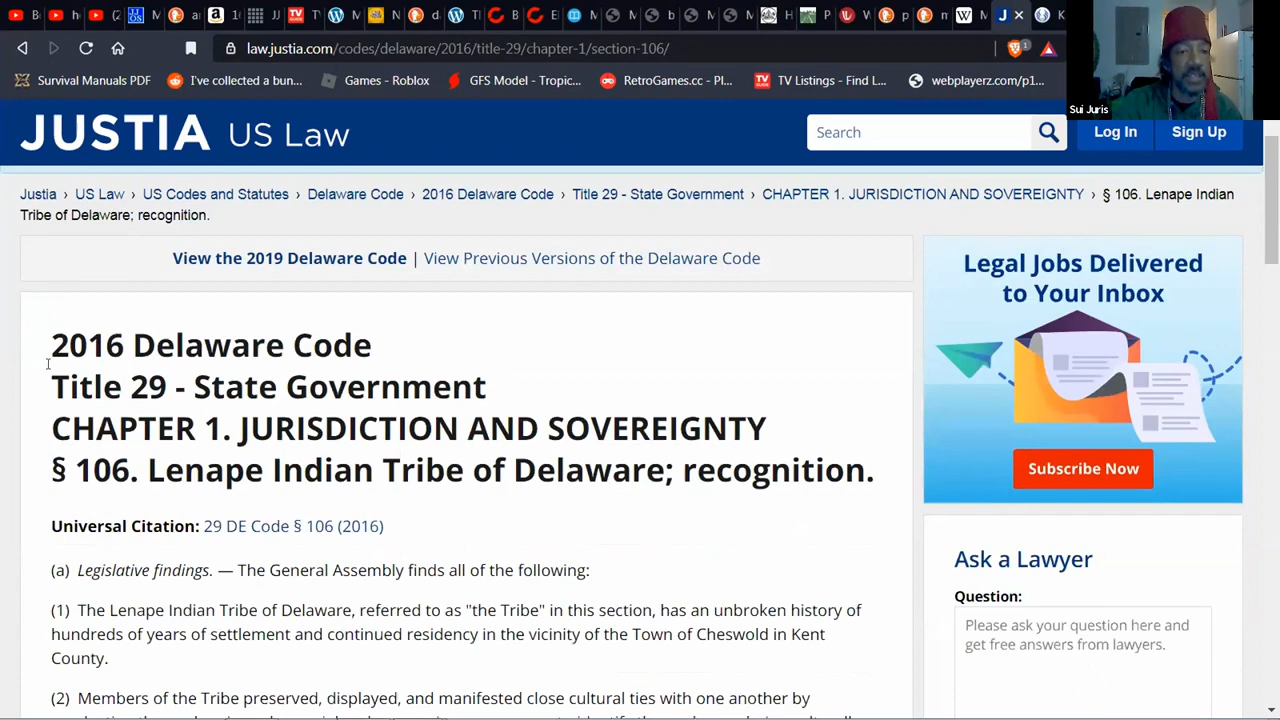 law.justia.com/codes/delaware/2016/title-29/chapter-1/section-106/
Survival Manuals PDF
I've collected a bun...
Games - Roblox
GFS Model - Tropic...
RetroGames.cc - Pl...
TV Listings - Find L...
webplayerz.com/p1...
Sui Juris
JUSTIA US Law
Search
Log In
Sign Up
Justia › US Law › US Codes and Statutes › Delaware Code › 2016 Delaware Code › Title 29 - State Government › CHAPTER 1. JURISDICTION AND SOVEREIGNTY › § 106. Lenape Indian
Tribe of Delaware; recognition.
View the 2019 Delaware Code | View Previous Versions of the Delaware Code
2016 Delaware Code
Title 29 - State Government
CHAPTER 1. JURISDICTION AND SOVEREIGNTY
§ 106. Lenape Indian Tribe of Delaware; recognition.
Universal Citation: 29 DE Code § 106 (2016)
(a) Legislative findings. — The General Assembly finds all of the following:
(1) The Lenape Indian Tribe of Delaware, referred to as "the Tribe" in this section, has an unbroken history of
hundreds of years of settlement and continued residency in the vicinity of the Town of Cheswold in Kent
County.
(2) Members of the Tribe preserved, displayed, and manifested close cultural ties with one another by
Legal Jobs Delivered
to Your Inbox
Subscribe Now
Ask a Lawyer
Question:
Please ask your question here and
get free answers from lawyers.